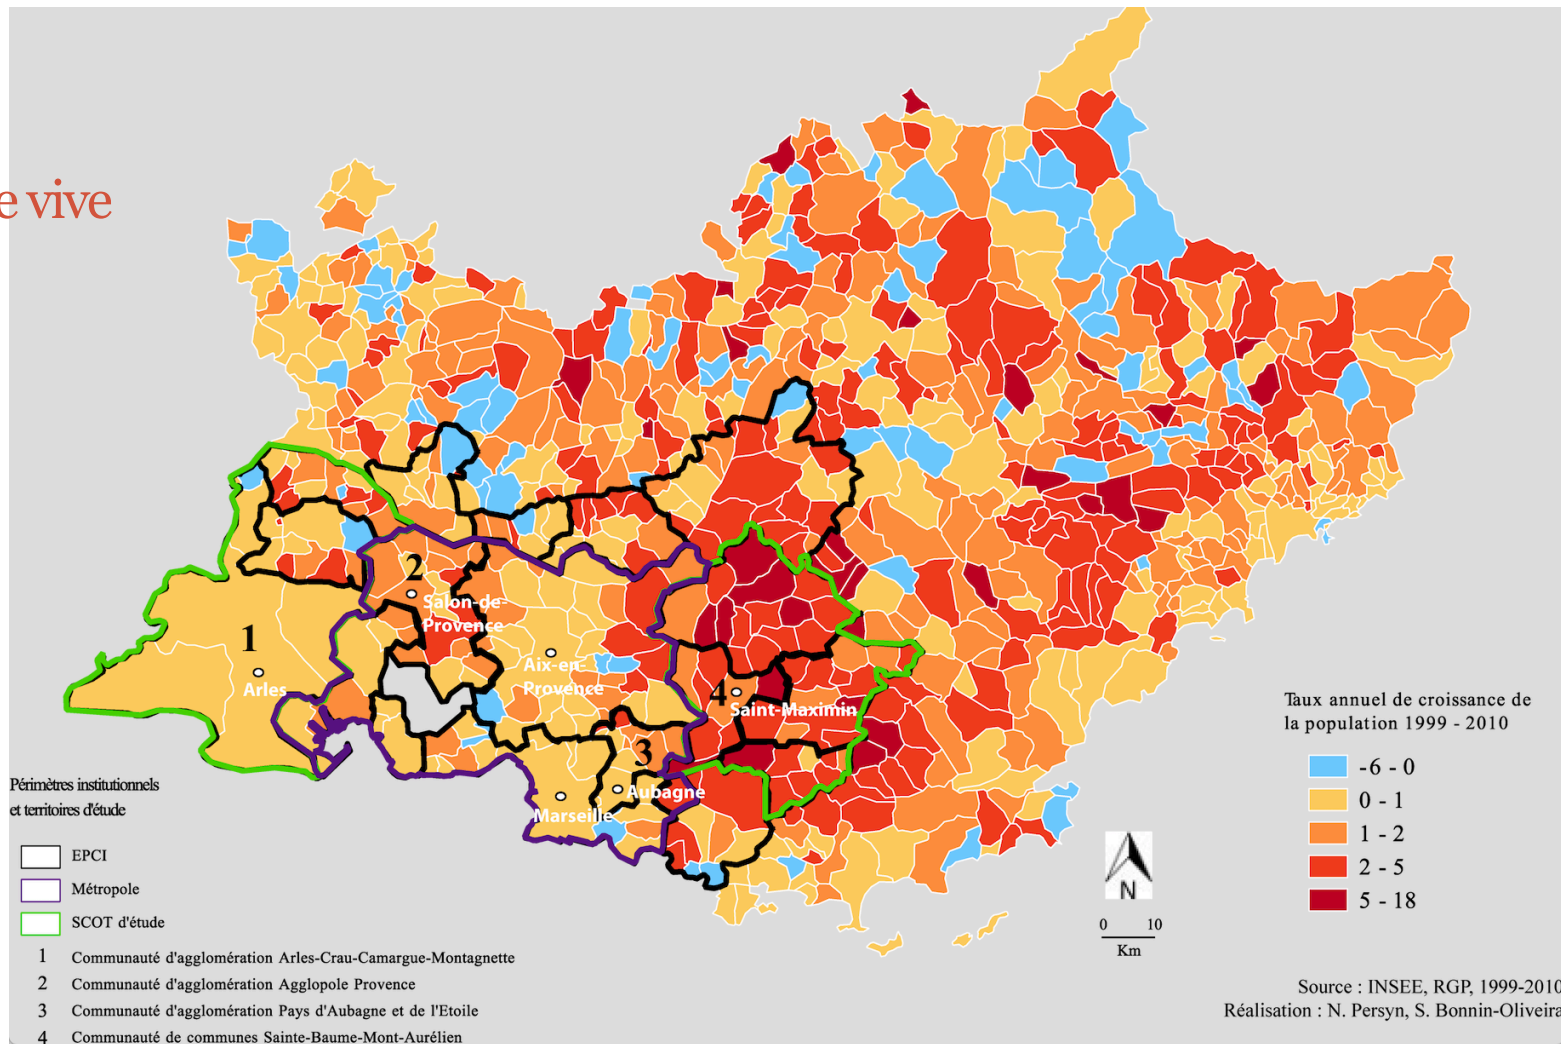 e vive
2
Salon-de-
Provence
1
Arles
Aix-en-
Provence
4
Saint-Maximin
3
Aubagne
Marseille
Taux annuel de croissance de
la population 1999 - 2010
-6 - 0
0 - 1
1 - 2
2 - 5
5 - 18
Périmètres institutionnels
et territoires d'étude
EPCI
Métropole
SCOT d'étude
1 Communauté d'agglomération Arles-Crau-Camargue-Montagnette
2 Communauté d'agglomération Agglopole Provence
3 Communauté d'agglomération Pays d'Aubagne et de l'Etoile
4 Communauté de communes Sainte-Baume-Mont-Aurélien
N
0 10
Km
Source : INSEE, RGP, 1999-2010
Réalisation : N. Persyn, S. Bonnin-Oliveira